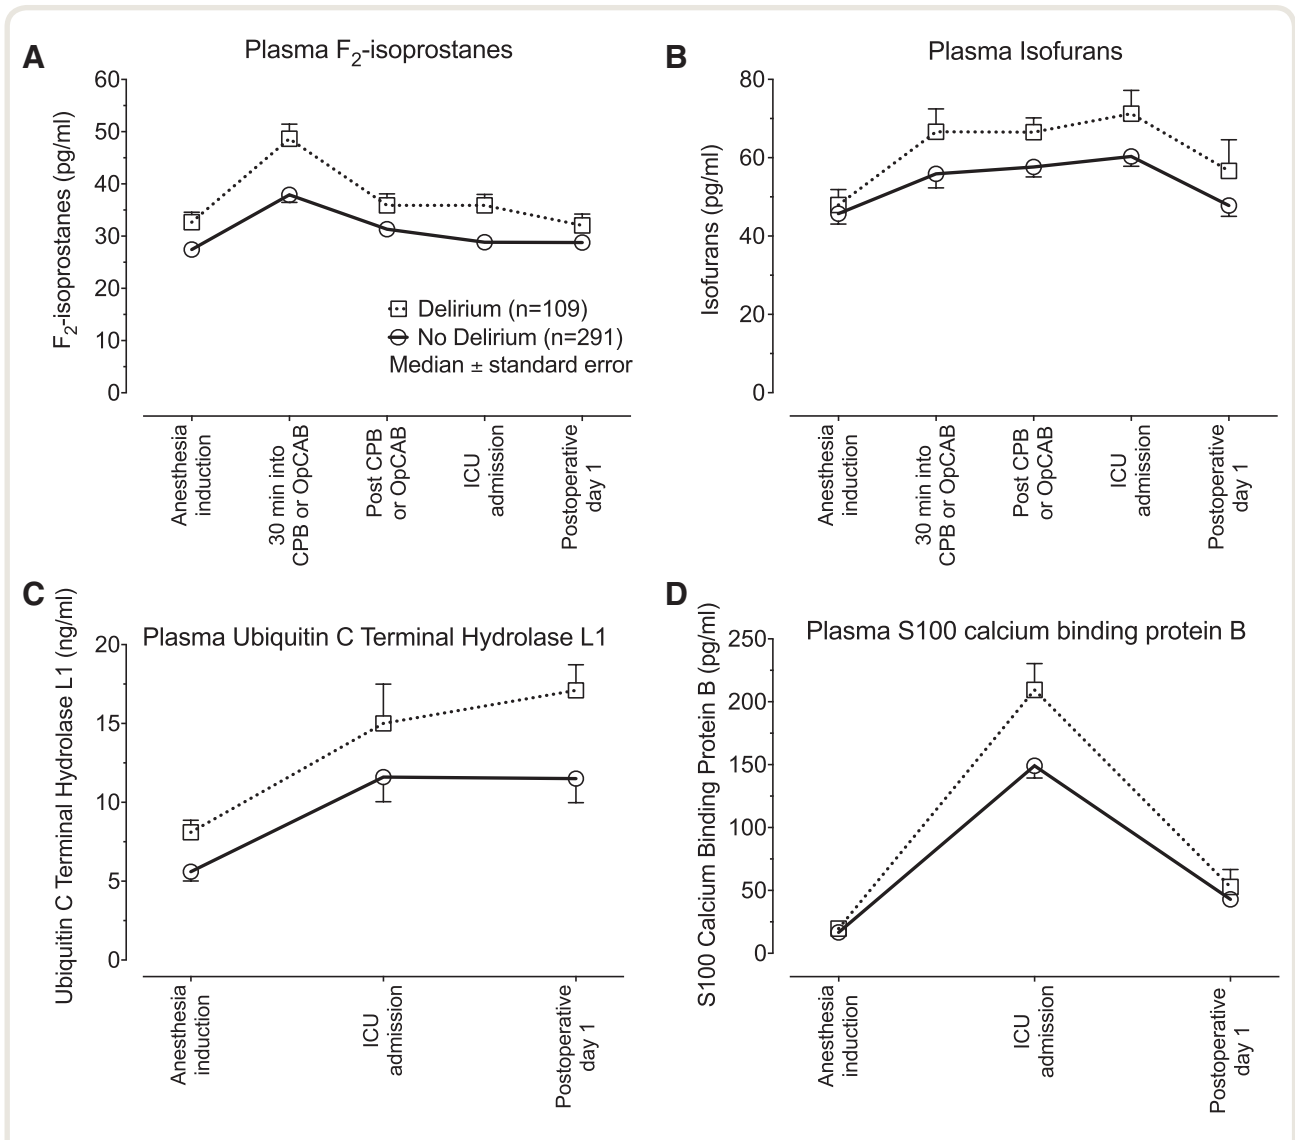 A
Plasma F2-isoprostanes
F2-isoprostanes (pg/ml)
60
50
40
30
20
10
0
Delirium (n=109)
No Delirium (n=291)
Median ± standard error
Anesthesia
induction
30 min into
CPB or OpCAB
Post CPB
or OpCAB
ICU
admission
Postoperative
day 1
B
Plasma Isofurans
Isofurans (pg/ml)
80
60
40
20
0
Anesthesia
induction
30 min into
CPB or OpCAB
Post CPB
or OpCAB
ICU
admission
Postoperative
day 1
C
Plasma Ubiquitin C Terminal Hydrolase L1
Ubiquitin C Terminal Hydrolase L1 (ng/ml)
20
15
10
5
0
Anesthesia
induction
ICU
admission
Postoperative
day 1
D
Plasma S100 calcium binding protein B
S100 Calcium Binding Protein B (pg/ml)
250
200
150
100
50
0
Anesthesia
induction
ICU
admission
Postoperative
day 1